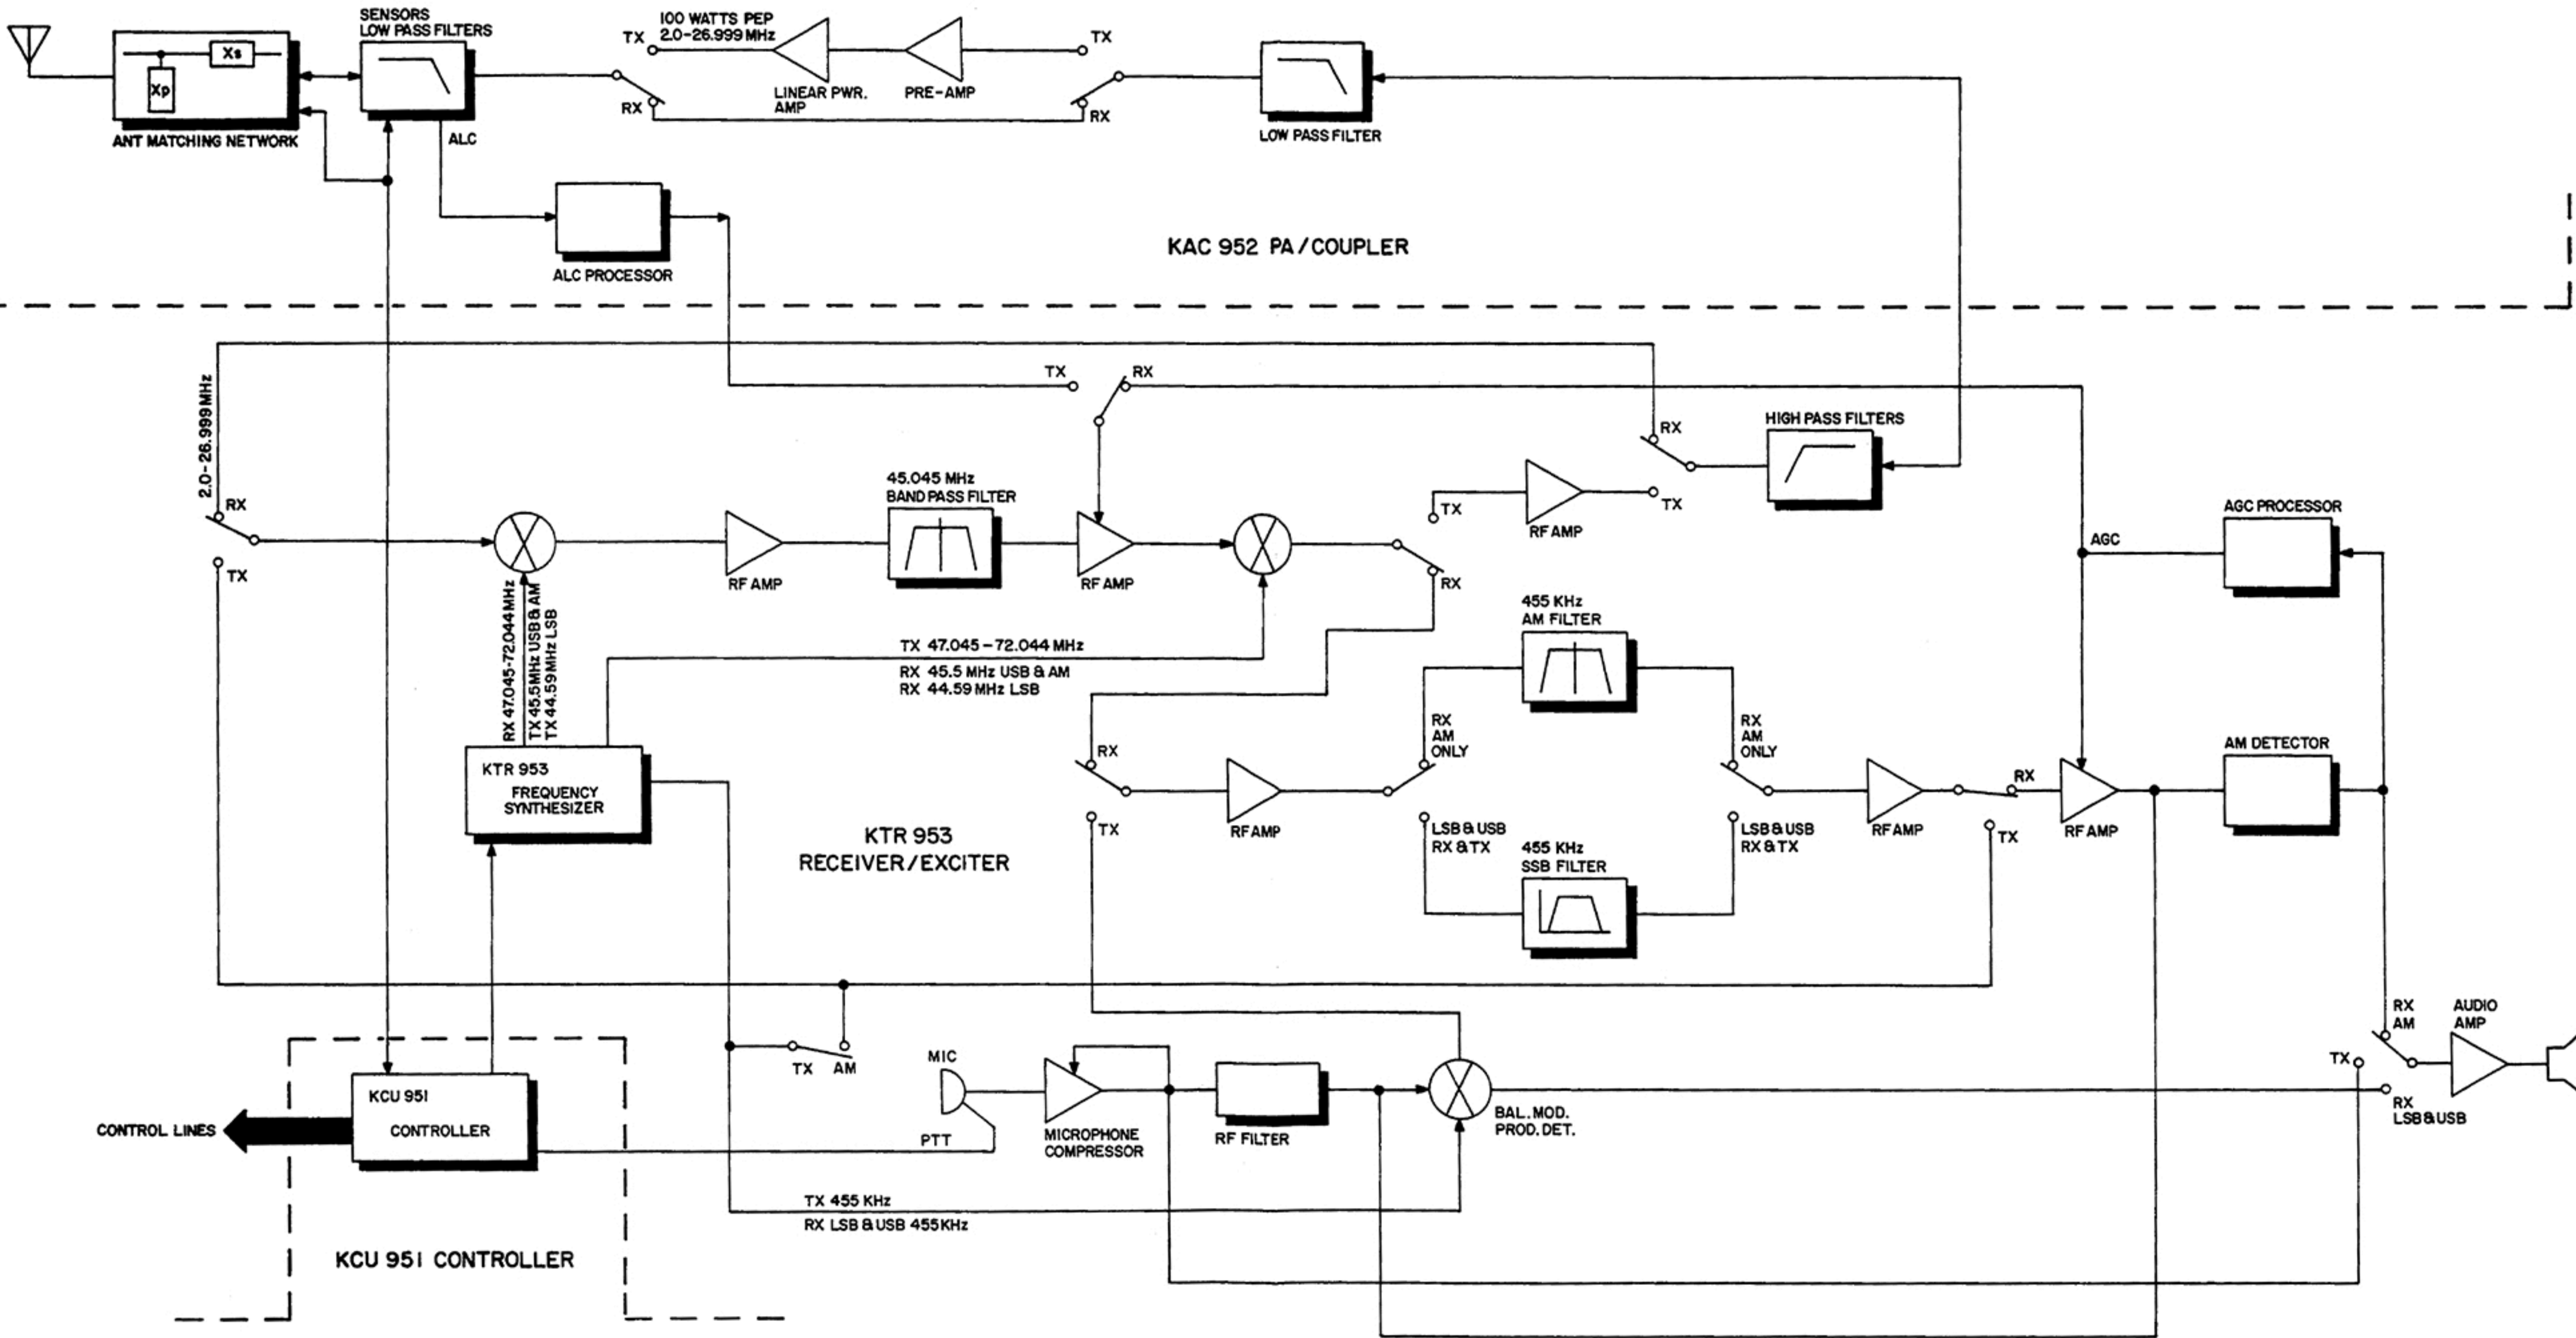 SENSORS
LOW PASS FILTERS
100 WATTS PEP
2.0-26.999 MHz
TX
TX
Xs
Xp
RX
LINEAR PWR.
AMP
PRE-AMP
RX
LOW PASS FILTER
ANT MATCHING NETWORK
ALC
ALC PROCESSOR
KAC 952 PA/COUPLER
2.0-26.999 MHz
TX
RX
RX
HIGH PASS FILTERS
45.045 MHz
BAND PASS FILTER
RX
TX
TX
TX
RF AMP
RF AMP
RF AMP
RX
AGC
AGC PROCESSOR
RX 47.045-72.044 MHz
TX 45.5MHz USB & AM
TX 44.59MHz LSB
TX 47.045-72.044 MHz
RX 45.5 MHz USB & AM
RX 44.59 MHz LSB
455 KHz
AM FILTER
RX
AM
ONLY
RX
AM
ONLY
RX
TX
RF AMP
LSB & USB
RX & TX
LSB & USB
RX & TX
RF AMP
RX
TX
RF AMP
AM DETECTOR
KTR 953
FREQUENCY
SYNTHESIZER
KTR 953
RECEIVER/EXCITER
455 KHz
SSB FILTER
TX
AM
MIC
PTT
MICROPHONE
COMPRESSOR
RF FILTER
BAL. MOD.
PROD. DET.
RX
AM
TX
RX
LSB & USB
AUDIO
AMP
KCU 951
CONTROLLER
CONTROL LINES
TX 455 KHz
RX LSB & USB 455KHz
KCU 951 CONTROLLER